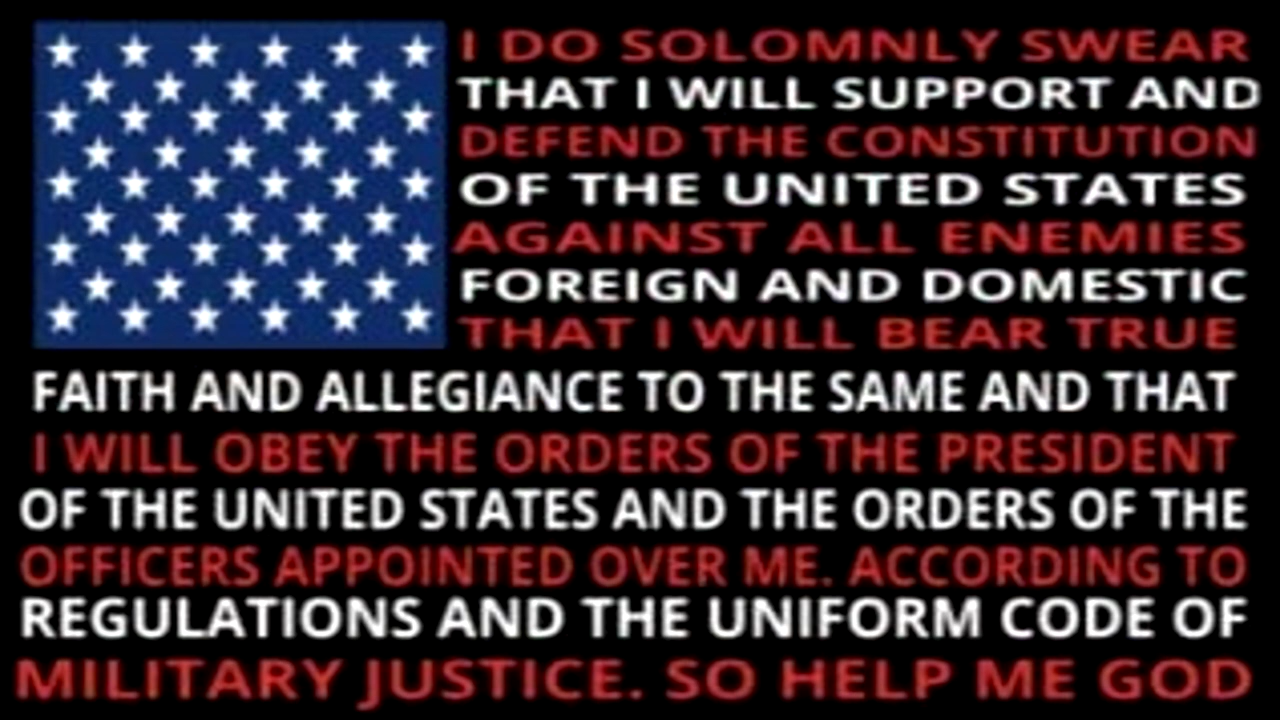 I DO SOLOMNLY SWEAR
THAT I WILL SUPPORT AND
DEFEND THE CONSTITUTION
OF THE UNITED STATES
AGAINST ALL ENEMIES
FOREIGN AND DOMESTIC
THAT I WILL BEAR TRUE
FAITH AND ALLEGIANCE TO THE SAME AND THAT
I WILL OBEY THE ORDERS OF THE PRESIDENT
OF THE UNITED STATES AND THE ORDERS OF THE
OFFICERS APPOINTED OVER ME. ACCORDING TO
REGULATIONS AND THE UNIFORM CODE OF
MILITARY JUSTICE. SO HELP ME GOD